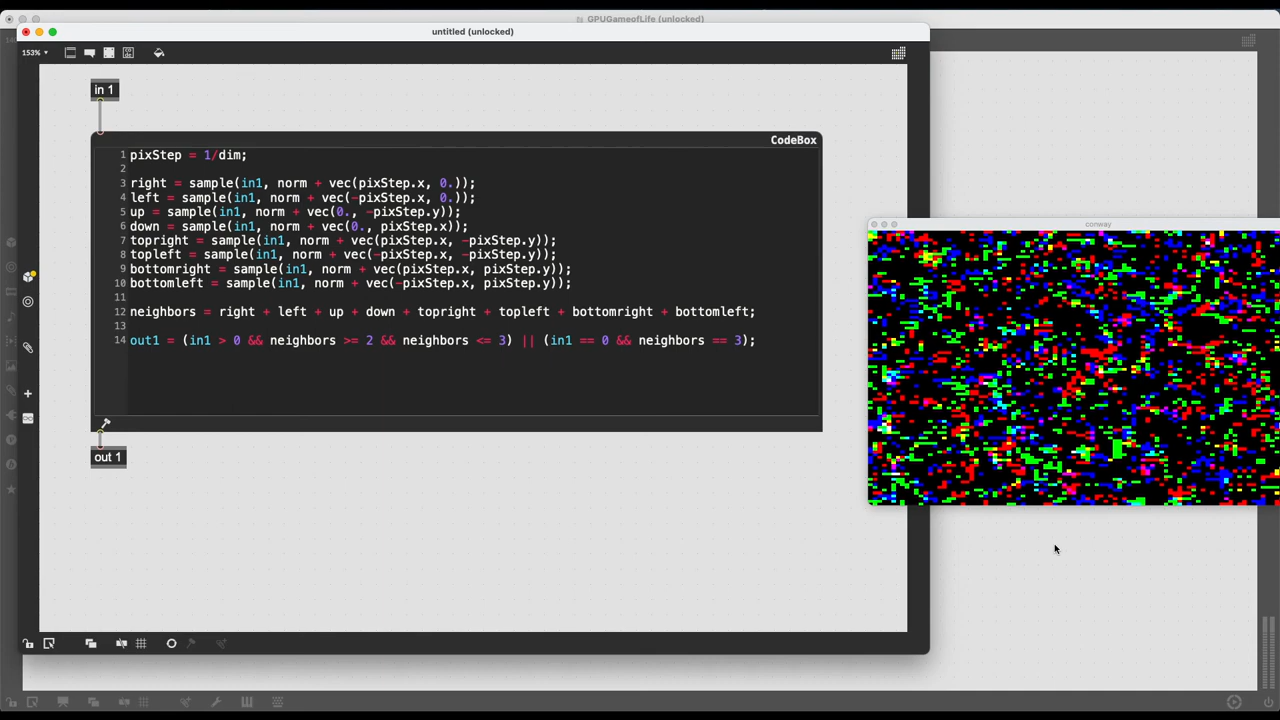 GPUGameofLife (unlocked)
untitled (unlocked)
153%
in 1
CodeBox
1 pixStep = 1/dim;
2
3 right = sample(in1, norm + vec(pixStep.x, 0.));
4 left = sample(in1, norm + vec(-pixStep.x, 0.));
5 up = sample(in1, norm + vec(0., -pixStep.y));
6 down = sample(in1, norm + vec(0., pixStep.x));
7 topright = sample(in1, norm + vec(pixStep.x, -pixStep.y));
8 topleft = sample(in1, norm + vec(-pixStep.x, -pixStep.y));
9 bottomright = sample(in1, norm + vec(pixStep.x, pixStep.y));
10 bottomleft = sample(in1, norm + vec(-pixStep.x, pixStep.y));
11
12 neighbors = right + left + up + down + topright + topleft + bottomright + bottomleft;
13
14 out1 = (in1 > 0 && neighbors >= 2 && neighbors <= 3) || (in1 == 0 && neighbors == 3);
out 1
conway